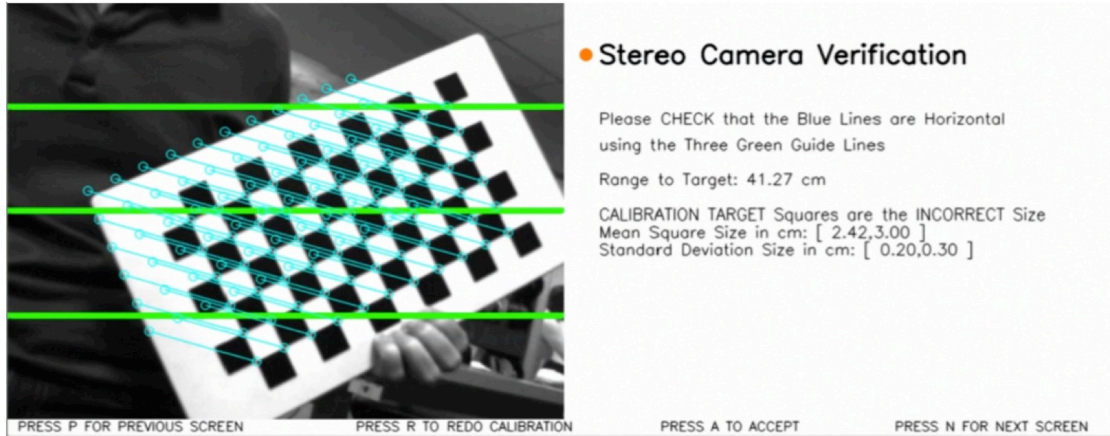 Stereo Camera Verification
Please CHECK that the Blue Lines are Horizontal
using the Three Green Guide Lines
Range to Target: 41.27 cm
CALIBRATION TARGET Squares are the INCORRECT Size
Mean Square Size in cm: [ 2.42,3.00 ]
Standard Deviation Size in cm: [ 0.20,0.30 ]
PRESS P FOR PREVIOUS SCREEN
PRESS R TO REDO CALIBRATION
PRESS A TO ACCEPT
PRESS N FOR NEXT SCREEN